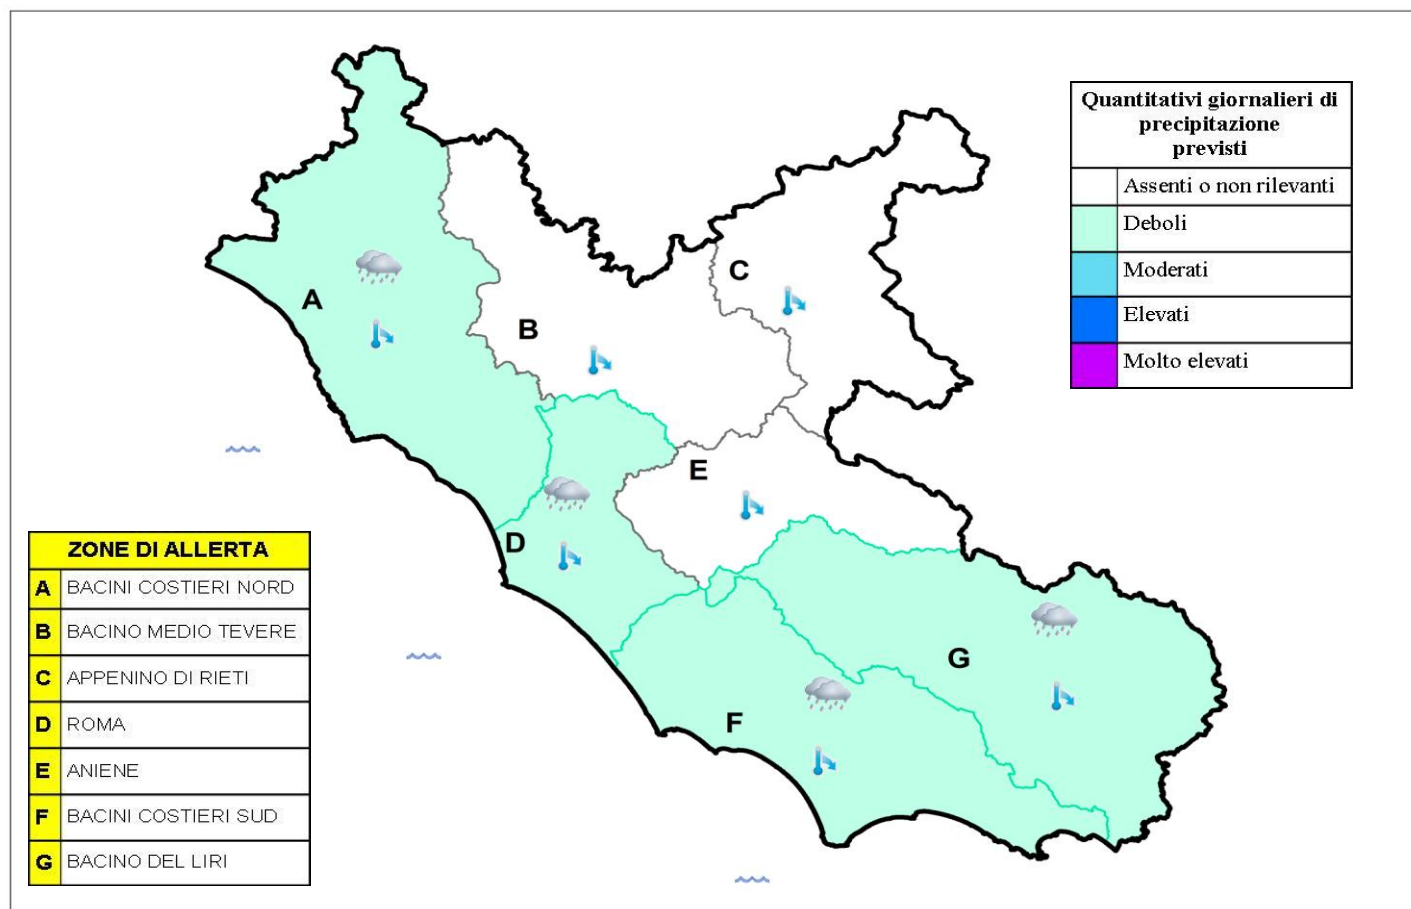 Quantitativi giornalieri di
precipitazione
previsti
Assenti o non rilevanti
Deboli
Moderati
Elevati
Molto elevati
A
B
C
D
E
F
G
ZONE DI ALLERTA
A BACINI COSTIERI NORD
B BACINO MEDIO TEVERE
C APPENINO DI RIETI
D ROMA
E ANIENE
F BACINI COSTIERI SUD
G BACINO DEL LIRI